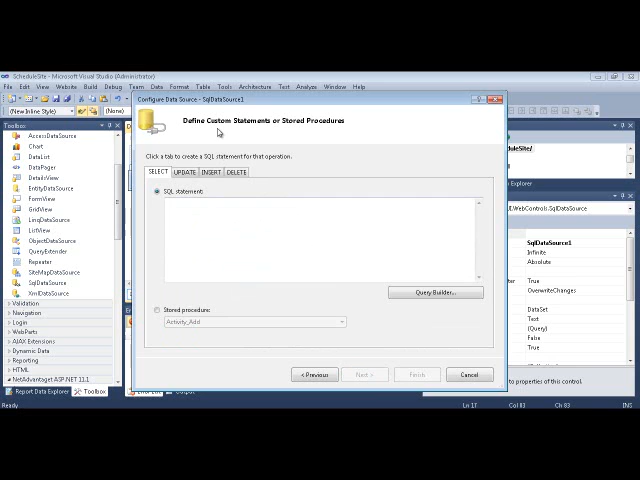 ScheduleSite - Microsoft Visual Studio (Administrator)
File Edit View Website Build Debug Team Data Format Table Tools Architecture Test Analyze Window Help
(New Inline Style) (None)
Toolbox
AccessDataSource
Chart
DataList
DataPager
DetailsView
EntityDataSource
FormView
GridView
LinqDataSource
ListView
ObjectDataSource
QueryExtender
Repeater
SiteMapDataSource
SqlDataSource
XmlDataSource
Validation
Navigation
Login
WebParts
AJAX Extensions
Dynamic Data
Reporting
HTML
NetAdvantage ASP.NET 11.1
Report Data Explorer Toolbox
Configure Data Source - SqlDataSource1
Define Custom Statements or Stored Procedures
Click a tab to create a SQL statement for that operation.
SELECT UPDATE INSERT DELETE
SQL statement:
Query Builder...
Stored procedure:
Activity_Add
< Previous Next > Finish Cancel
Error List Output
eduleSite/
Explorer
UI.WebControls.SqlDataSource
SqlDataSource1
Infinite
Absolute
True
OverwriteChanges
DataSet
Text
(Query)
False
True
to properties of this control.
Ready Ln 17 Col 83 Ch 83 INS